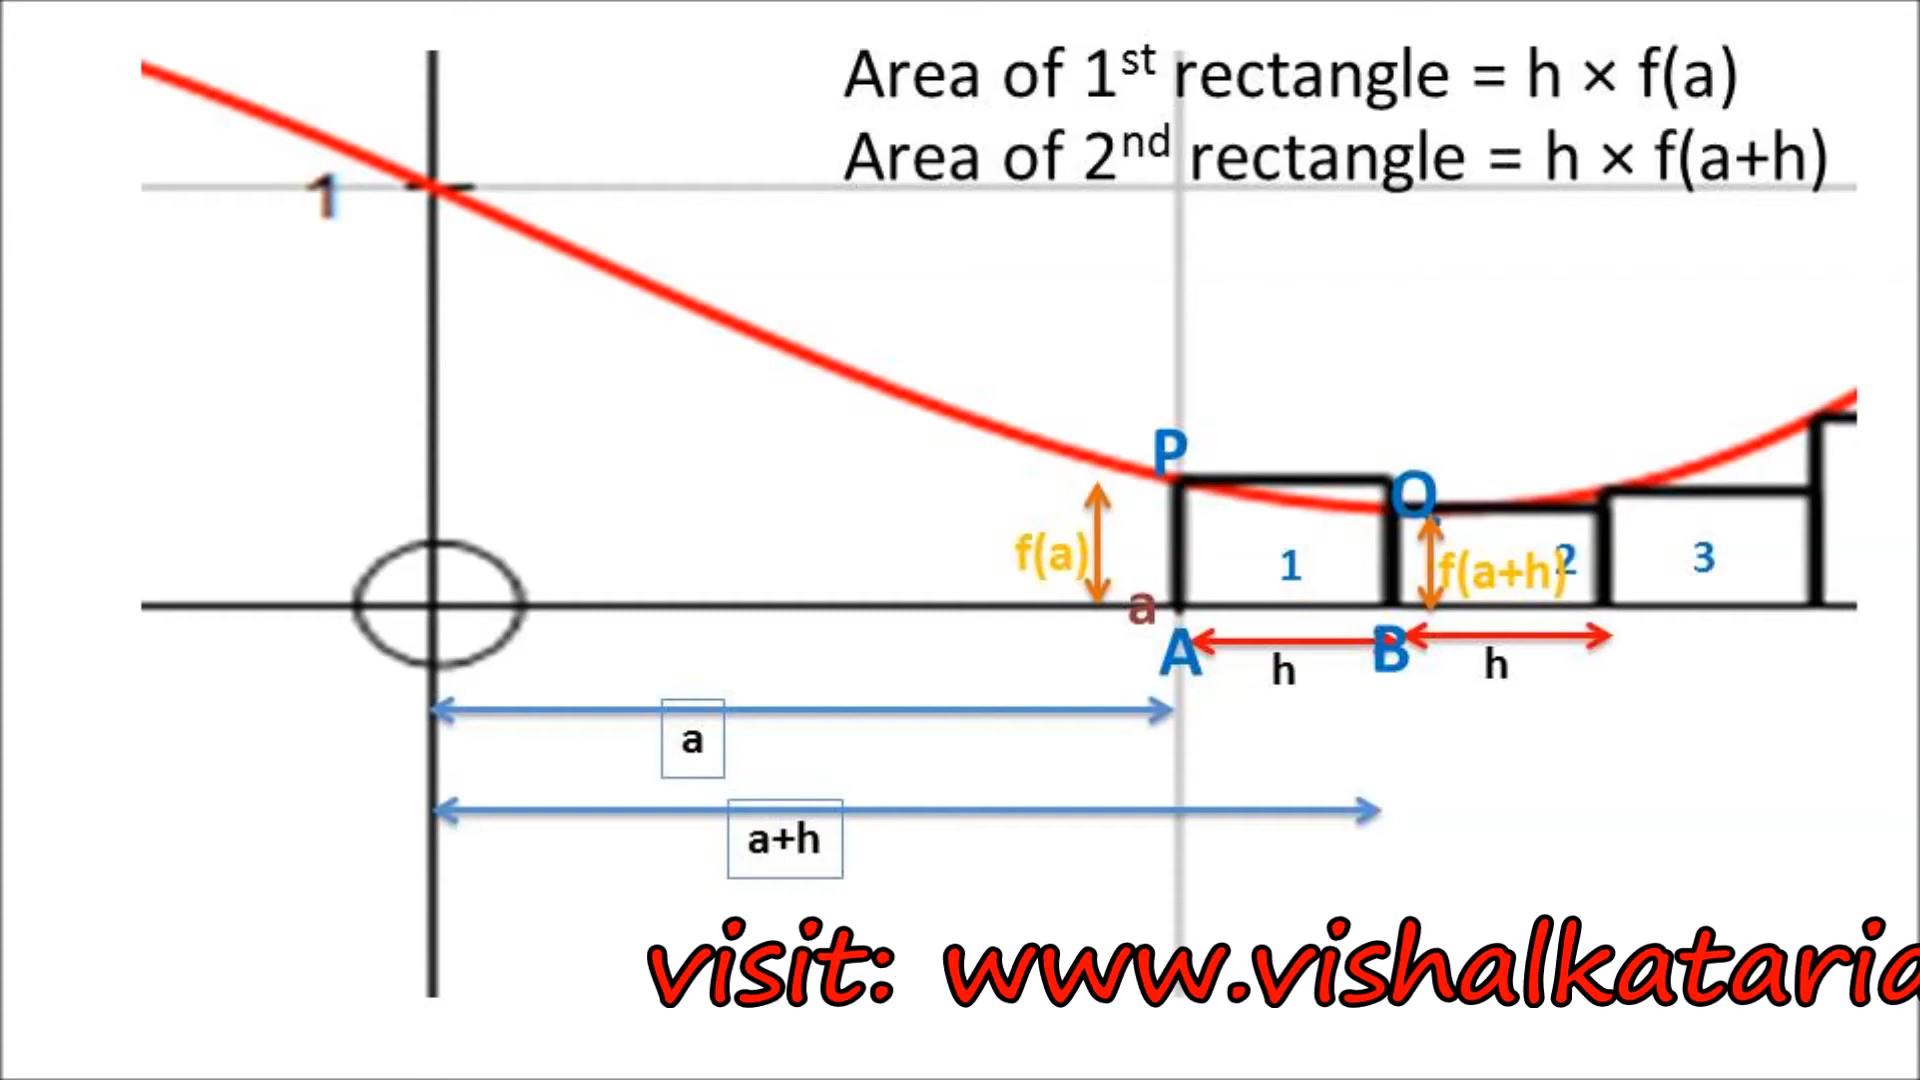 Area of 1st rectangle = h × f(a)
Area of 2nd rectangle = h × f(a+h)
1
P
Q
f(a)
1
f(a+h)
2
3
a
A
h
B
h
a
a+h
visit: www.vishalkataria